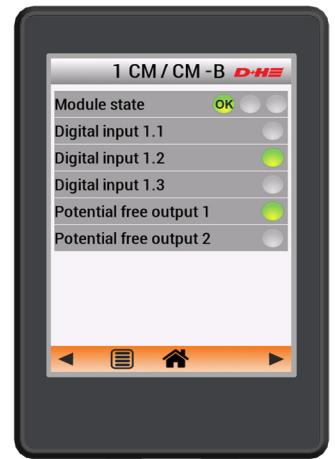 1 CM / CM -B D+H
Module state OK
Digital input 1.1
Digital input 1.2
Digital input 1.3
Potential free output 1
Potential free output 2